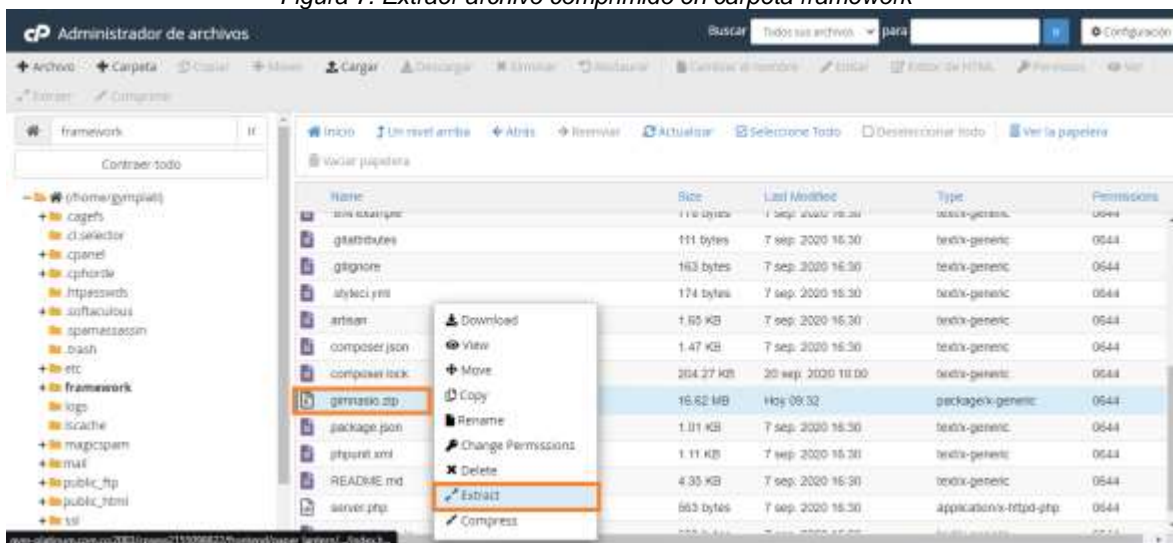 Figura 7. Extraer archivo comprimido en carpeta framework
cP Administrador de archivos
Buscar Todos sus archivos para
Configuración
Archivo Carpeta Copiar Mover Cargar Descargar Eliminar Restaurar Cambiar el nombre Editar Editor de HTML Permisos Ver
Extraer Comprimir
framework Ir
Inicio Un nivel arriba Atrás Reenviar Actualizar Seleccione Todo Deseleccionar todo Ver la papelera
Contraer todo
Vaciar papelera
Name Size Last Modified Type Permissions
.gitattributes 111 bytes 7 sep. 2020 16:30 text/x-generic 0644
.gitignore 163 bytes 7 sep. 2020 16:30 text/x-generic 0644
.styleci.yml 174 bytes 7 sep. 2020 16:30 text/x-generic 0644
artisan 1.65 KB 7 sep. 2020 16:30 text/x-generic 0644
composer.json 1.47 KB 7 sep. 2020 16:30 text/x-generic 0644
composer.lock 204.27 KB 20 sep. 2020 10:00 text/x-generic 0644
gimnasio.zip 16.62 MB Hoy 09:32 package/x-generic 0644
package.json 1.01 KB 7 sep. 2020 16:30 text/x-generic 0644
phpunit.xml 1.11 KB 7 sep. 2020 16:30 text/x-generic 0644
README.md 4.35 KB 7 sep. 2020 16:30 text/x-generic 0644
server.php 563 bytes 7 sep. 2020 16:30 application/x-httpd-php 0644
Download
View
Move
Copy
Rename
Change Permissions
Delete
Extract
Compress
(/home/gymplati)
.cagefs
.cl.selector
.cpanel
.cphorde
.htpasswds
.softaculous
.spamassassin
.trash
etc
framework
logs
lscache
magicspam
mail
public_ftp
public_html
ssl